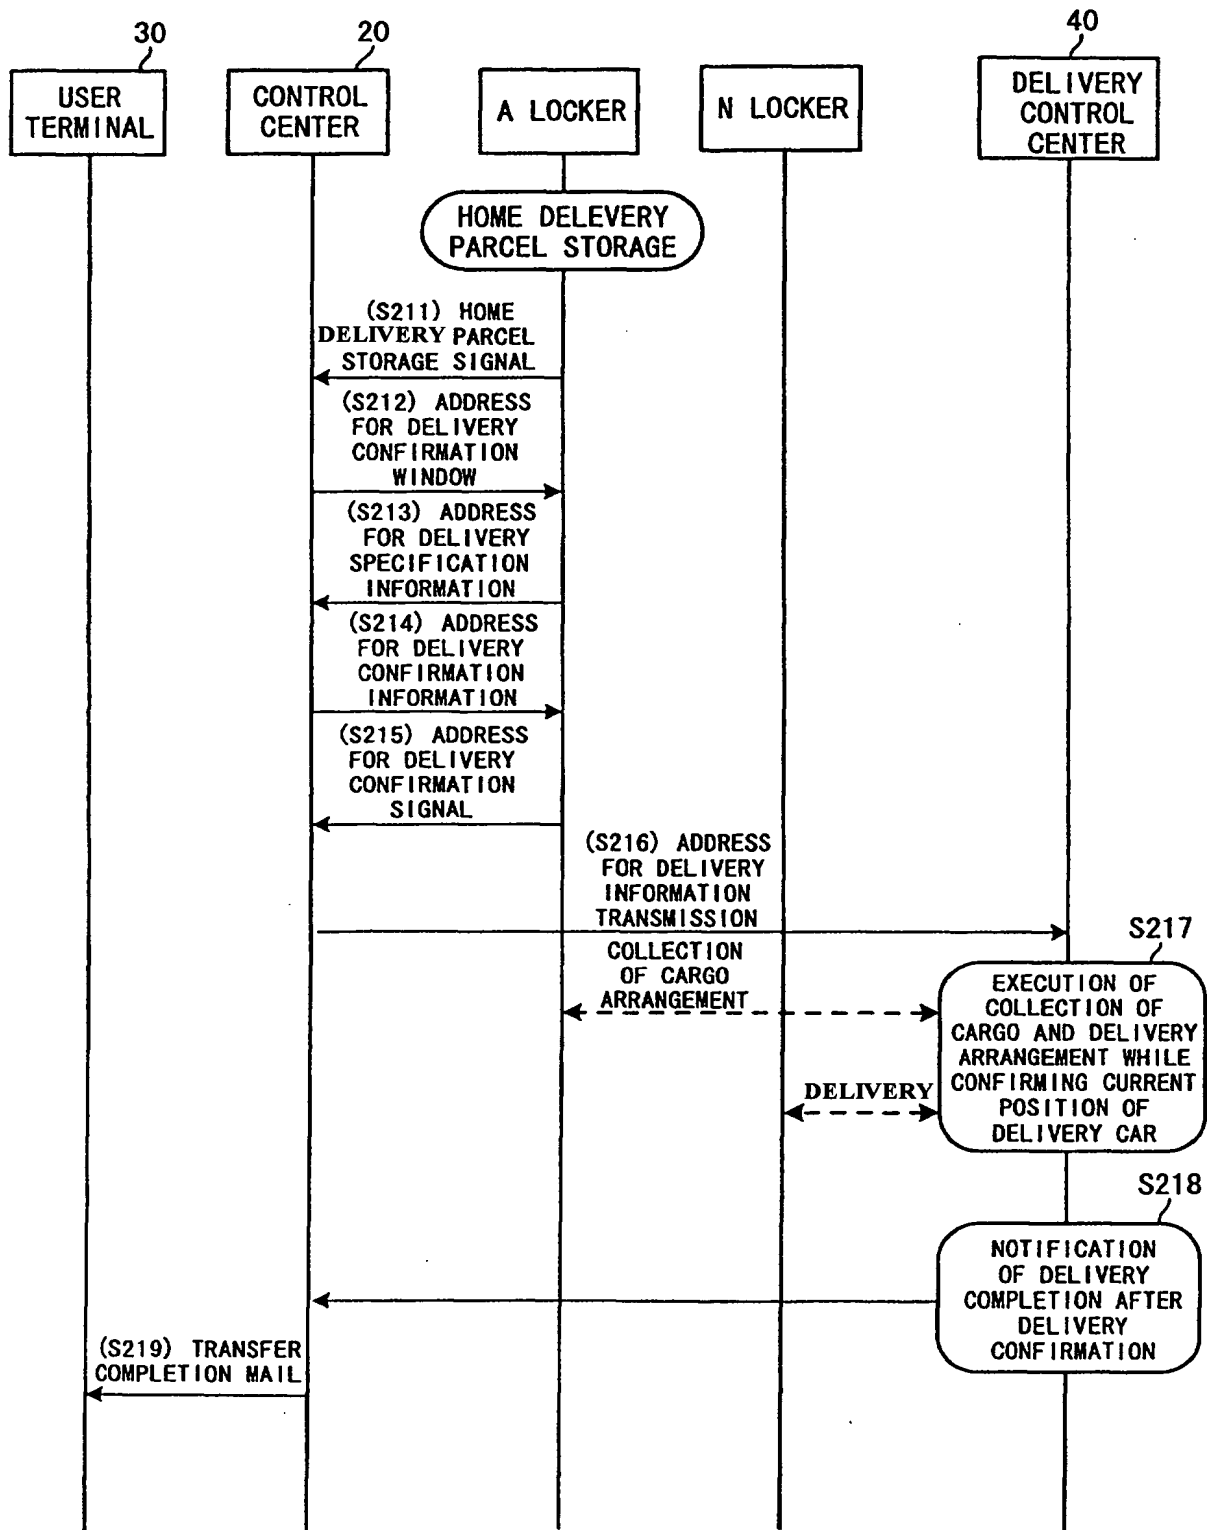 30
20
40
USER
TERMINAL
CONTROL
CENTER
A LOCKER
N LOCKER
DELIVERY
CONTROL
CENTER
HOME DELEVERY
PARCEL STORAGE
(S211) HOME
DELIVERY PARCEL
STORAGE SIGNAL
(S212) ADDRESS
FOR DELIVERY
CONFIRMATION
WINDOW
(S213) ADDRESS
FOR DELIVERY
SPECIFICATION
INFORMATION
(S214) ADDRESS
FOR DELIVERY
CONFIRMATION
INFORMATION
(S215) ADDRESS
FOR DELIVERY
CONFIRMATION
SIGNAL
(S216) ADDRESS
FOR DELIVERY
INFORMATION
TRANSMISSION
COLLECTION
OF CARGO
ARRANGEMENT
S217
EXECUTION OF
COLLECTION OF
CARGO AND DELIVERY
ARRANGEMENT WHILE
CONFIRMING CURRENT
POSITION OF
DELIVERY CAR
DELIVERY
S218
NOTIFICATION
OF DELIVERY
COMPLETION AFTER
DELIVERY
CONFIRMATION
(S219) TRANSFER
COMPLETION MAIL